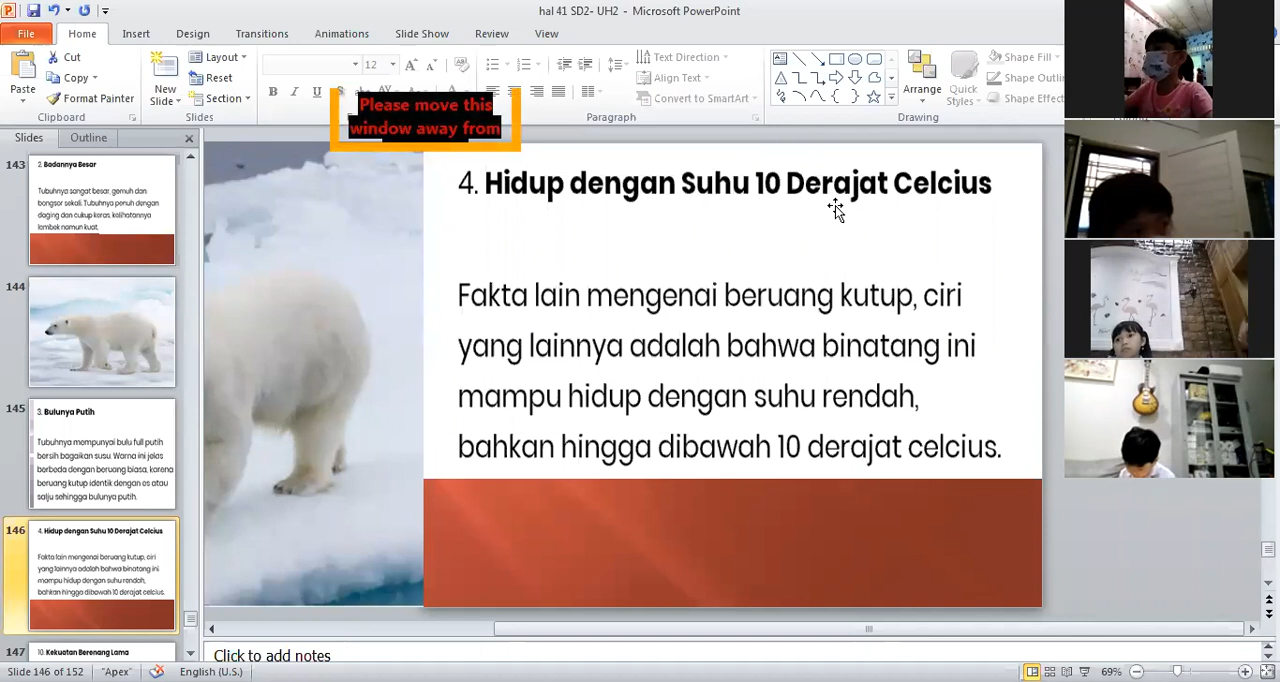 hal 41 SD2- UH2 - Microsoft PowerPoint
File Home Insert Design Transitions Animations Slide Show Review View
Cut
Copy
Format Painter
Paste
Clipboard
New
Slide
Layout
Reset
Section
Slides
12
B I U S
Text Direction
Align Text
Convert to SmartArt
Paragraph
Arrange
Quick
Styles
Shape Fill
Shape Outli
Drawing
Please move this
window away from
Slides Outline
143
2. Badannya Besar
Tubuhnya sangat besar, gemuh dan
bongsor sekali. Tubuhnya penuh dengan
daging dan cukup keras, kelihatannya
lembek namun kuat.
144
145
3. Bulunya Putih
Tubuhnya mempunyai bulu full putih
bersih bagaikan susu. Warna ini jelas
berbeda dengan beruang biasa, karena
beruang kutup identik dengan es atau
salju sehingga bulunya putih.
146
4. Hidup dengan Suhu 10 Derajat Celcius
Fakta lain mengenai beruang kutup, ciri
yang lainnya adalah bahwa binatang ini
mampu hidup dengan suhu rendah,
bahkan hingga dibawah 10 derajat celcius.
147
10. Kekuatan Berenang Lama
4. Hidup dengan Suhu 10 Derajat Celcius
Fakta lain mengenai beruang kutup, ciri
yang lainnya adalah bahwa binatang ini
mampu hidup dengan suhu rendah,
bahkan hingga dibawah 10 derajat celcius.
Click to add notes
Slide 146 of 152 "Apex" English (U.S.) 69%